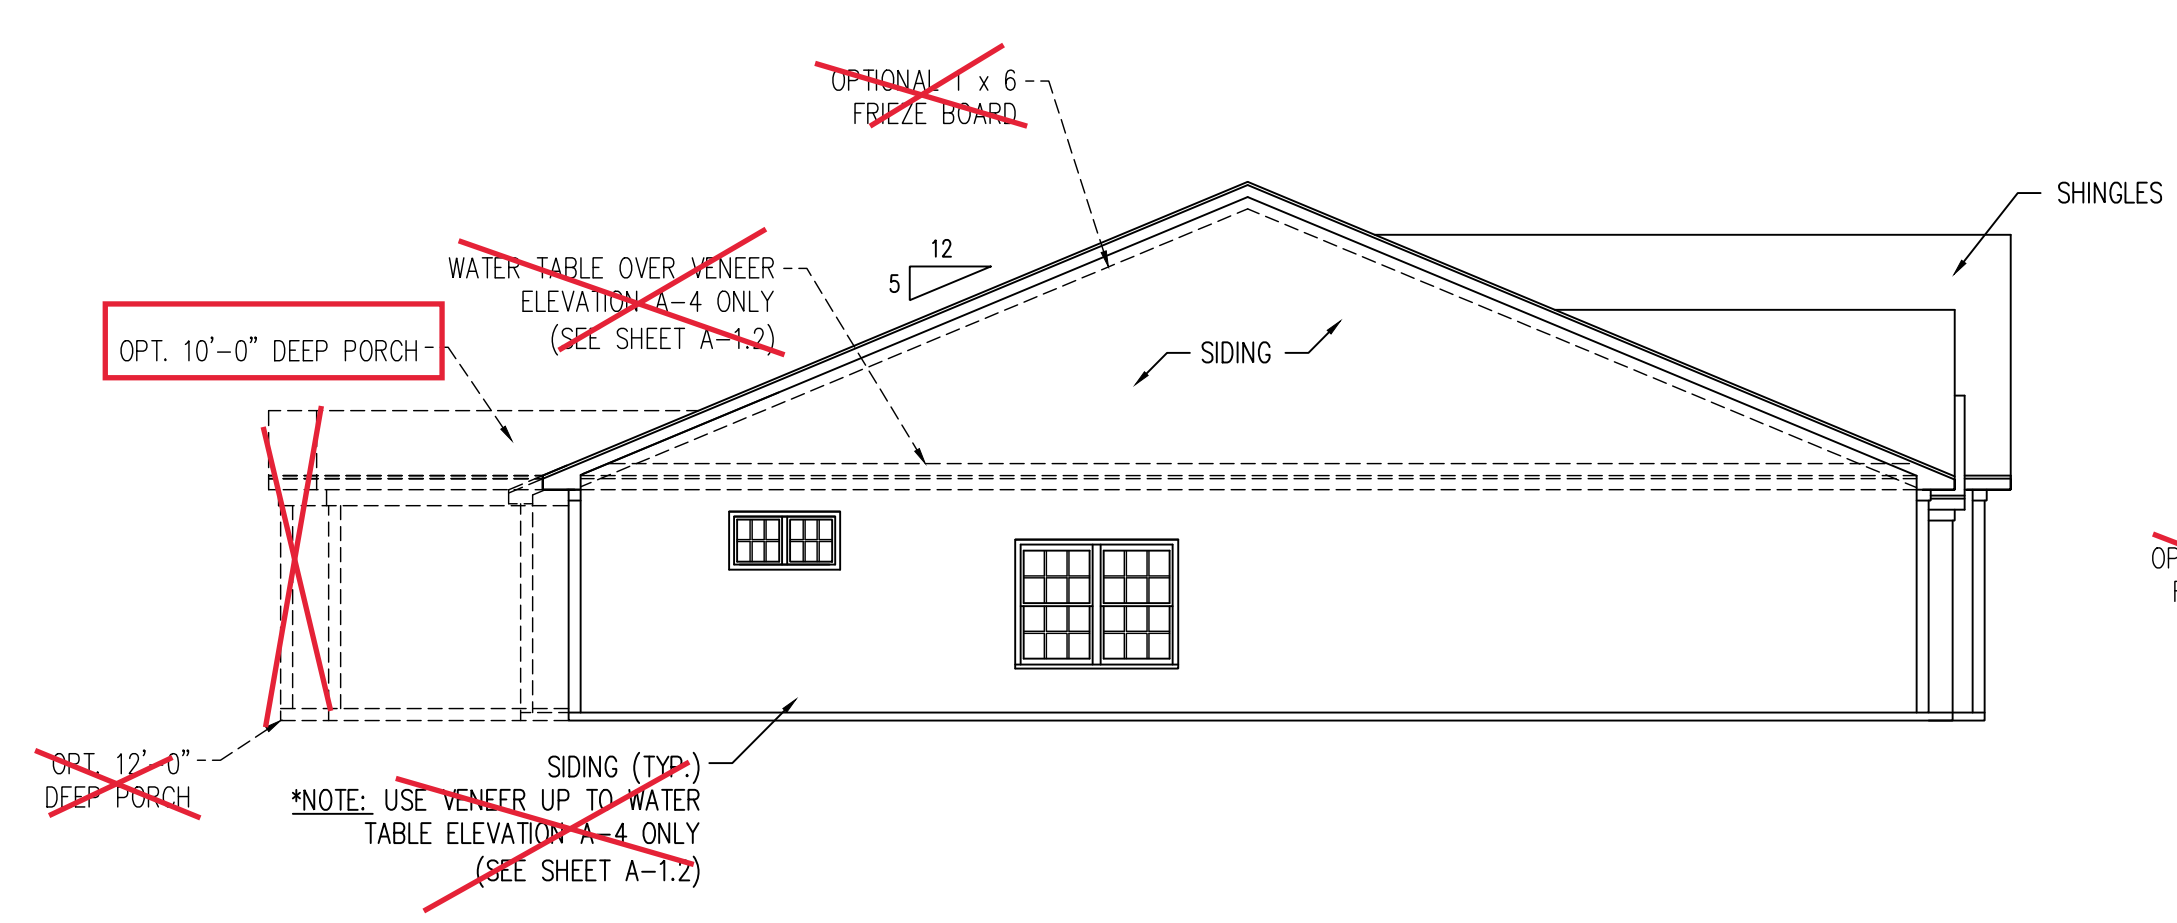 OPTIONAL 1 x 6
FRIEZE BOARD
SHINGLES
12
5
WATER TABLE OVER VENEER
ELEVATION A-4 ONLY
(SEE SHEET A-1.2)
OPT. 10'-0" DEEP PORCH
SIDING
OPT. 12'-0"
DEEP PORCH
SIDING (TYP.)
*NOTE: USE VENEER UP TO WATER
TABLE ELEVATION A-4 ONLY
(SEE SHEET A-1.2)
OP